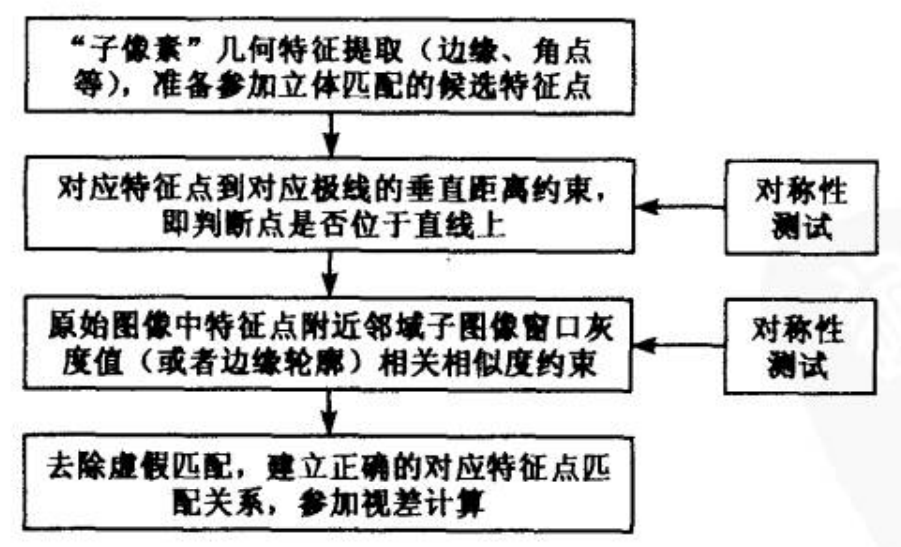 “子像素”几何特征提取（边缘、角点
等），准备参加立体匹配的候选特征点
对应特征点到对应极线的垂直距离约束，
即判断点是否位于直线上
对称性
测试
原始图像中特征点附近邻域子图像窗口灰
度值（或者边缘轮廓）相关相似度约束
对称性
测试
去除虚假匹配，建立正确的对应特征点匹
配关系，参加视差计算